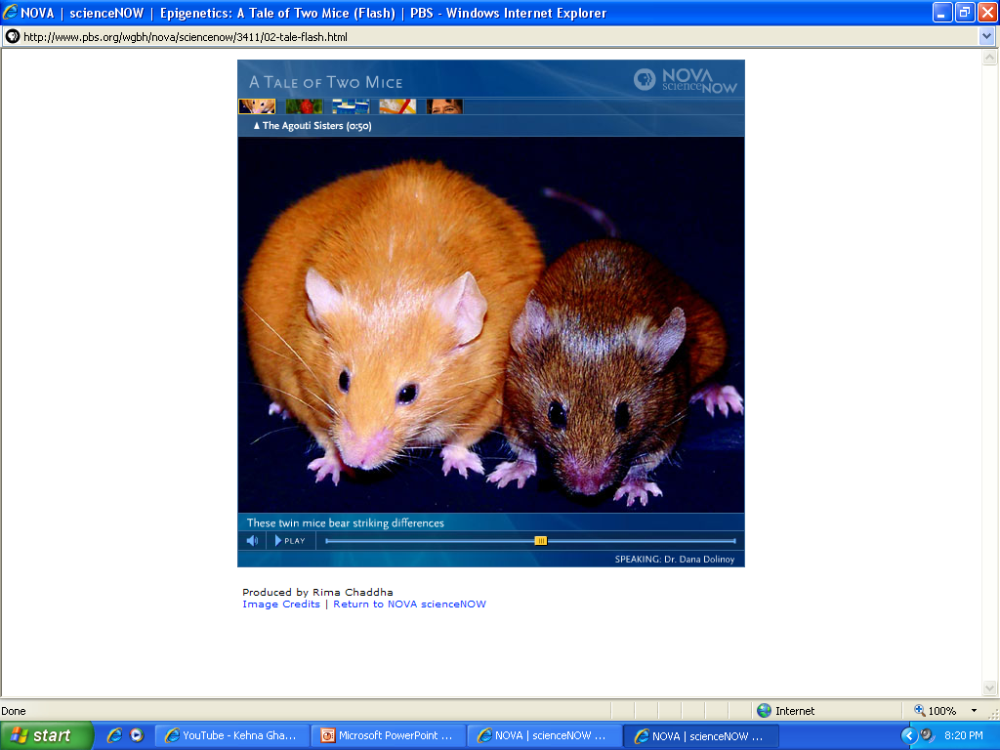 NOVA | scienceNOW | Epigenetics: A Tale of Two Mice (Flash) | PBS - Windows Internet Explorer
http://www.pbs.org/wgbh/nova/sciencenow/3411/02-tale-flash.html
A Tale of Two Mice
NOVA
scienceNOW
The Agouti Sisters (0:50)
These twin mice bear striking differences
PLAY
SPEAKING: Dr. Dana Dolinoy
Produced by Rima Chaddha
Image Credits | Return to NOVA scienceNOW
Done
Internet
100%
start
YouTube - Kehna Gha...
Microsoft PowerPoint ...
NOVA | scienceNOW ...
NOVA | scienceNOW ...
8:20 PM